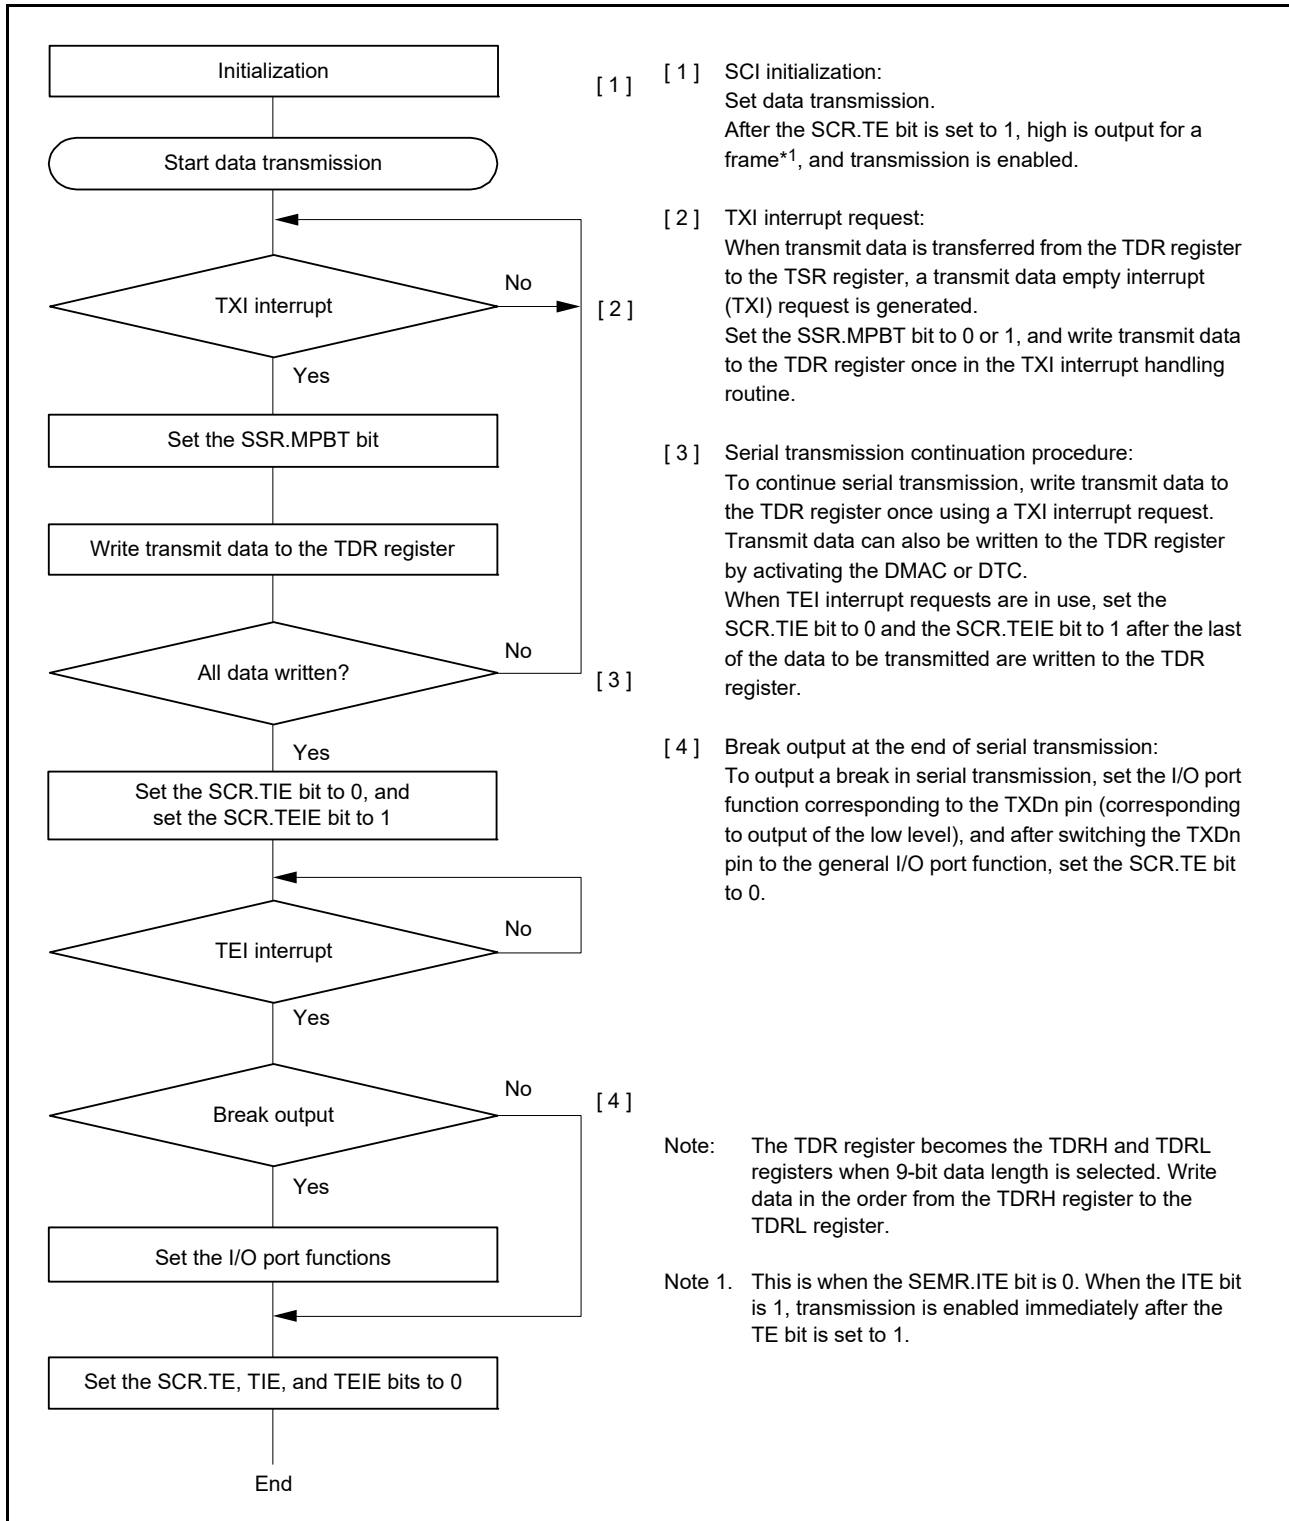 Initialization
[ 1 ]
Start data transmission
TXI interrupt
No
[ 2 ]
Yes
Set the SSR.MPBT bit
Write transmit data to the TDR register
All data written?
No
[ 3 ]
Yes
Set the SCR.TIE bit to 0, and
set the SCR.TEIE bit to 1
TEI interrupt
No
Yes
Break output
No
[ 4 ]
Yes
Set the I/O port functions
Set the SCR.TE, TIE, and TEIE bits to 0
End
[ 1 ] SCI initialization:
Set data transmission.
After the SCR.TE bit is set to 1, high is output for a
frame*1, and transmission is enabled.
[ 2 ] TXI interrupt request:
When transmit data is transferred from the TDR register
to the TSR register, a transmit data empty interrupt
(TXI) request is generated.
Set the SSR.MPBT bit to 0 or 1, and write transmit data
to the TDR register once in the TXI interrupt handling
routine.
[ 3 ] Serial transmission continuation procedure:
To continue serial transmission, write transmit data to
the TDR register once using a TXI interrupt request.
Transmit data can also be written to the TDR register
by activating the DMAC or DTC.
When TEI interrupt requests are in use, set the
SCR.TIE bit to 0 and the SCR.TEIE bit to 1 after the last
of the data to be transmitted are written to the TDR
register.
[ 4 ] Break output at the end of serial transmission:
To output a break in serial transmission, set the I/O port
function corresponding to the TXDn pin (corresponding
to output of the low level), and after switching the TXDn
pin to the general I/O port function, set the SCR.TE bit
to 0.
Note: The TDR register becomes the TDRH and TDRL
registers when 9-bit data length is selected. Write
data in the order from the TDRH register to the
TDRL register.
Note 1. This is when the SEMR.ITE bit is 0. When the ITE bit
is 1, transmission is enabled immediately after the
TE bit is set to 1.